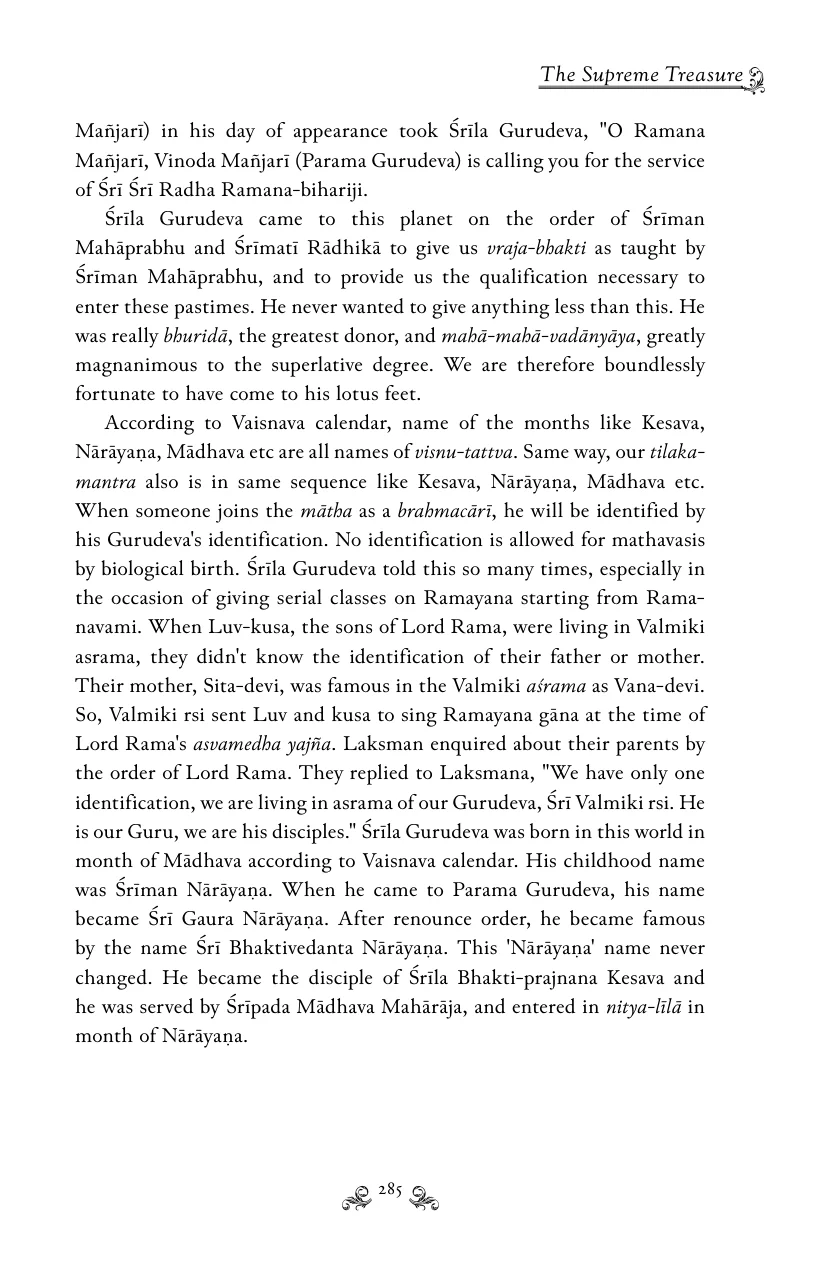 The Supreme Treasure
Mañjarī) in his day of appearance took Śrīla Gurudeva, "O Ramana
Mañjarī, Vinoda Mañjarī (Parama Gurudeva) is calling you for the service
of Śrī Śrī Radha Ramana-bihariji.
Śrīla Gurudeva came to this planet on the order of Śrīman
Mahāprabhu and Śrīmatī Rādhikā to give us vraja-bhakti as taught by
Śrīman Mahāprabhu, and to provide us the qualification necessary to
enter these pastimes. He never wanted to give anything less than this. He
was really bhuridā, the greatest donor, and mahā-mahā-vadānyāya, greatly
magnanimous to the superlative degree. We are therefore boundlessly
fortunate to have come to his lotus feet.
According to Vaisnava calendar, name of the months like Kesava,
Nārāyaṇa, Mādhava etc are all names of visnu-tattva. Same way, our tilaka-
mantra also is in same sequence like Kesava, Nārāyaṇa, Mādhava etc.
When someone joins the mātha as a brahmacārī, he will be identified by
his Gurudeva's identification. No identification is allowed for mathavasis
by biological birth. Śrīla Gurudeva told this so many times, especially in
the occasion of giving serial classes on Ramayana starting from Rama-
navami. When Luv-kusa, the sons of Lord Rama, were living in Valmiki
asrama, they didn't know the identification of their father or mother.
Their mother, Sita-devi, was famous in the Valmiki aśrama as Vana-devi.
So, Valmiki rsi sent Luv and kusa to sing Ramayana gāna at the time of
Lord Rama's asvamedha yajña. Laksman enquired about their parents by
the order of Lord Rama. They replied to Laksmana, "We have only one
identification, we are living in asrama of our Gurudeva, Śrī Valmiki rsi. He
is our Guru, we are his disciples." Śrīla Gurudeva was born in this world in
month of Mādhava according to Vaisnava calendar. His childhood name
was Śrīman Nārāyaṇa. When he came to Parama Gurudeva, his name
became Śrī Gaura Nārāyaṇa. After renounce order, he became famous
by the name Śrī Bhaktivedanta Nārāyaṇa. This 'Nārāyaṇa' name never
changed. He became the disciple of Śrīla Bhakti-prajnana Kesava and
he was served by Śrīpada Mādhava Mahārāja, and entered in nitya-līlā in
month of Nārāyaṇa.
285